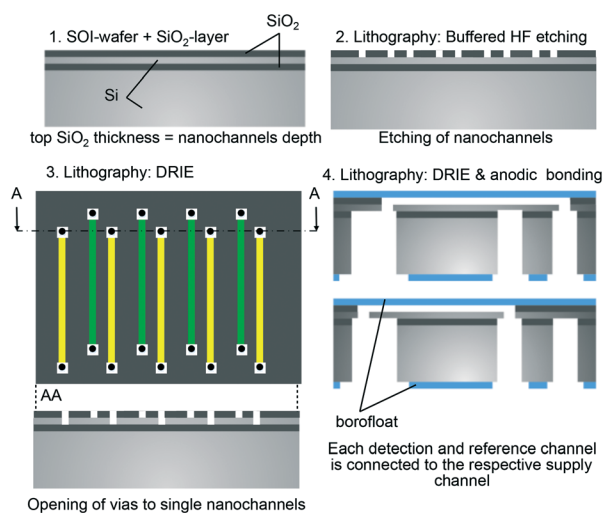 1. SOI-wafer + SiO₂-layer
SiO₂
Si
top SiO₂ thickness = nanochannels depth
2. Lithography: Buffered HF etching
Etching of nanochannels
3. Lithography: DRIE
A
A
AA
Opening of vias to single nanochannels
4. Lithography: DRIE & anodic bonding
borofloat
Each detection and reference channel
is connected to the respective supply
channel